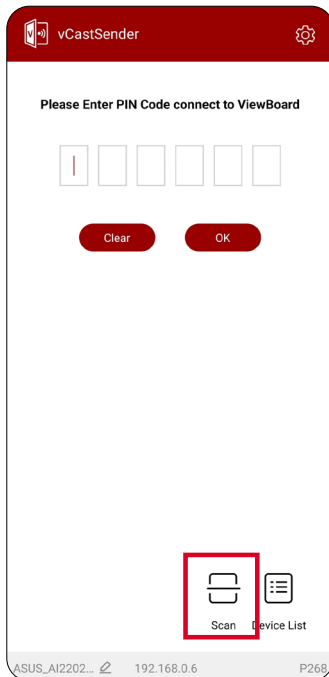 vCastSender
Please Enter PIN Code connect to ViewBoard
Clear OK
Scan Device List
ASUS_AI2202... 192.168.0.6 P268